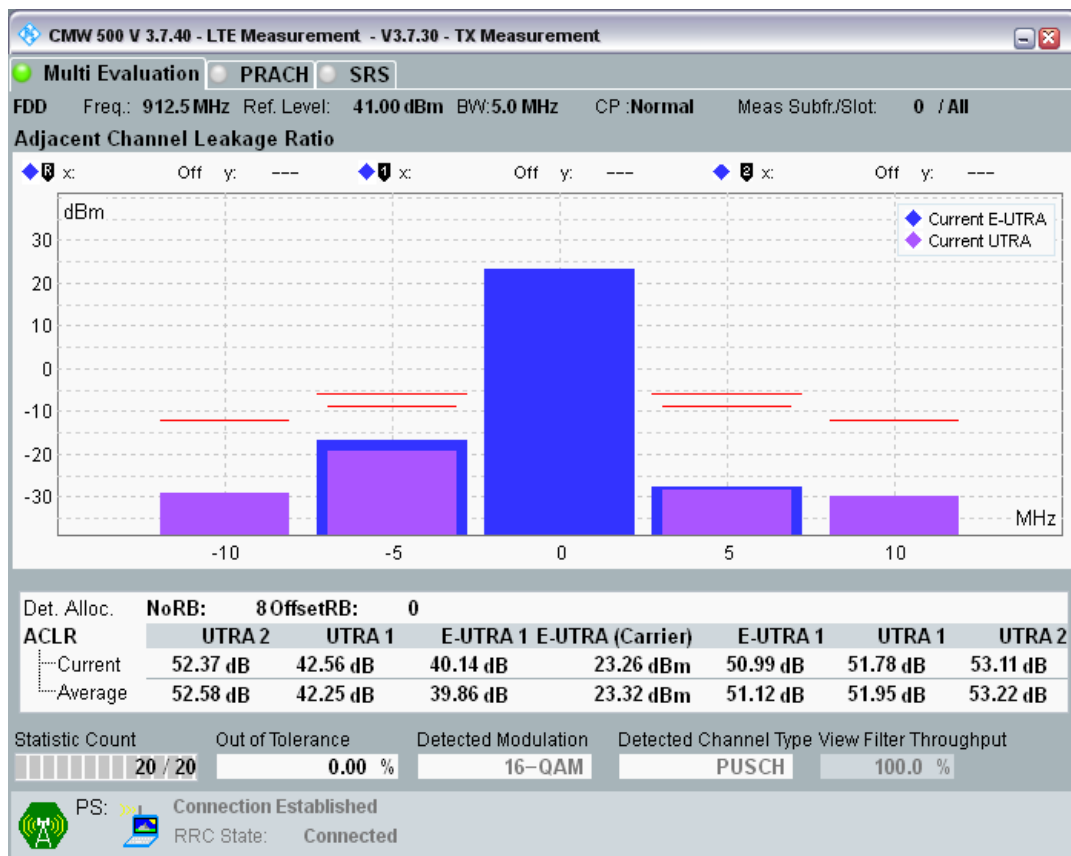 CMW 500 V 3.7.40 - LTE Measurement - V3.7.30 - TX Measurement
Multi Evaluation PRACH SRS
FDD Freq.: 912.5 MHz Ref. Level: 41.00 dBm BW:5.0 MHz CP :Normal Meas Subfr./Slot: 0 / All
Adjacent Channel Leakage Ratio
R x: Off y: --- 1 x: Off y: --- 2 x: Off y: ---
dBm
Current E-UTRA
Current UTRA
30
20
10
0
-10
-20
-30
MHz
-10 -5 0 5 10
Det. Alloc. NoRB: 8 OffsetRB: 0
ACLR UTRA 2 UTRA 1 E-UTRA 1 E-UTRA (Carrier) E-UTRA 1 UTRA 1 UTRA 2
Current 52.37 dB 42.56 dB 40.14 dB 23.26 dBm 50.99 dB 51.78 dB 53.11 dB
Average 52.58 dB 42.25 dB 39.86 dB 23.32 dBm 51.12 dB 51.95 dB 53.22 dB
Statistic Count Out of Tolerance Detected Modulation Detected Channel Type View Filter Throughput
20 / 20 0.00 % 16-QAM PUSCH 100.0 %
PS: Connection Established
RRC State: Connected